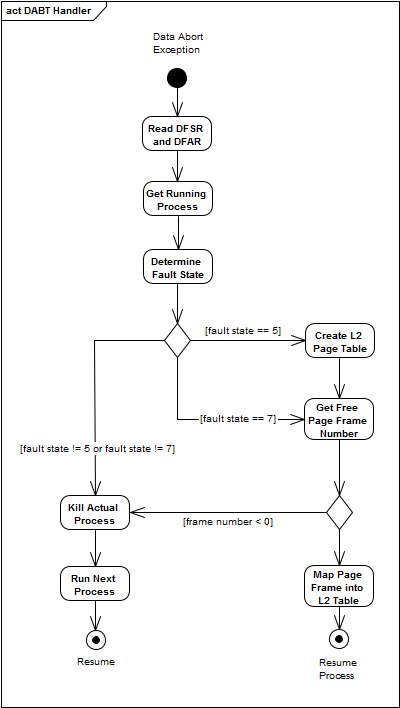 act DABT Handler
Data Abort
Exception
Read DFSR
and DFAR
Get Running
Process
Determine
Fault State
[fault state == 5]
Create L2
Page Table
[fault state == 7]
Get Free
Page Frame
Number
[fault state != 5 or fault state != 7]
Kill Actual
Process
[frame number < 0]
Run Next
Process
Map Page
Frame into
L2 Table
Resume
Resume
Process